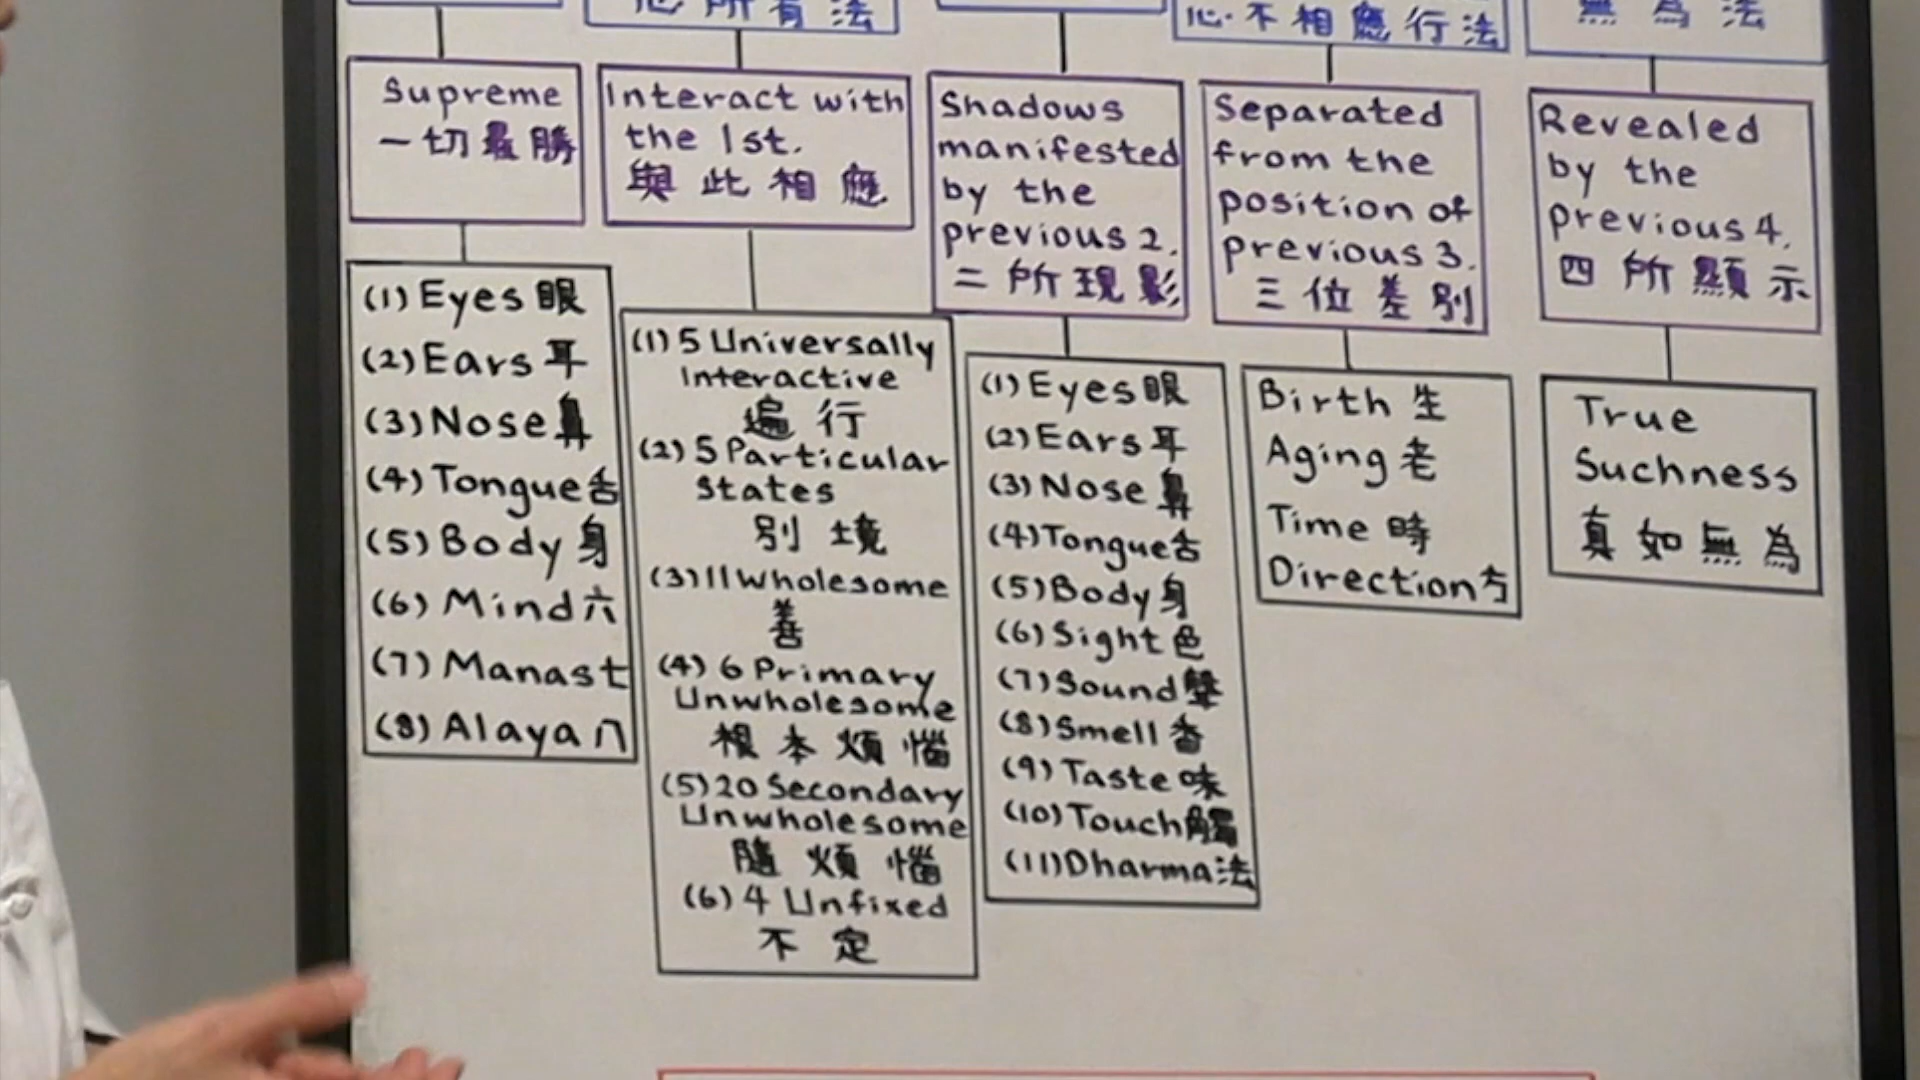 心所有法
心不相應行法
無為法
Supreme
一切最勝
Interact with
the 1st.
與此相應
Shadows
manifested
by the
previous 2.
二所現影
Separated
from the
position of
previous 3.
三位差別
Revealed
by the
previous 4.
四所顯示
(1) Eyes 眼
(2) Ears 耳
(3) Nose 鼻
(4) Tongue 舌
(5) Body 身
(6) Mind 六
(7) Manas 七
(8) Alaya 八
(1) 5 Universally
Interactive
遍行
(2) 5 Particular
States
別境
(3) 11 Wholesome
善
(4) 6 Primary
Unwholesome
根本煩惱
(5) 20 Secondary
Unwholesome
隨煩惱
(6) 4 Unfixed
不定
(1) Eyes 眼
(2) Ears 耳
(3) Nose 鼻
(4) Tongue 舌
(5) Body 身
(6) Sight 色
(7) Sound 聲
(8) Smell 香
(9) Taste 味
(10) Touch 觸
(11) Dharma 法
Birth 生
Aging 老
Time 時
Direction 方
True
Suchness
真如無為